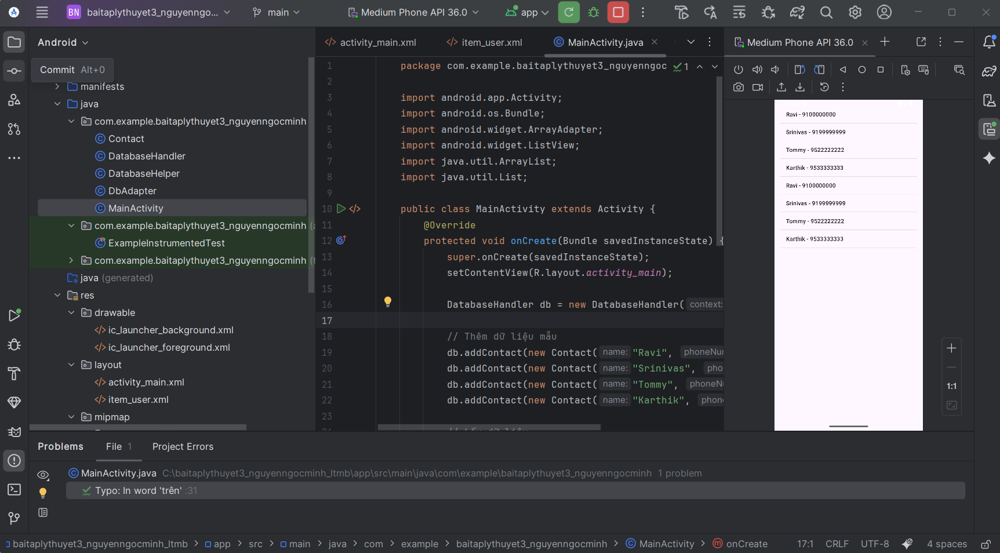 BN baitaplythuyet3_nguyenngo... main Medium Phone API 36.0 app
Android
Commit Alt+0
manifests
java
com.example.baitaplythuyet3_nguyenngocminh
Contact
DatabaseHandler
DatabaseHelper
DbAdapter
MainActivity
com.example.baitaplythuyet3_nguyenngocminh (a
ExampleInstrumentedTest
com.example.baitaplythuyet3_nguyenngocminh (t
java (generated)
res
drawable
ic_launcher_background.xml
ic_launcher_foreground.xml
layout
activity_main.xml
item_user.xml
mipmap
activity_main.xml item_user.xml MainActivity.java
1 package com.example.baitaplythuyet3_nguyenngoc 1
2
3 import android.app.Activity;
4 import android.os.Bundle;
5 import android.widget.ArrayAdapter;
6 import android.widget.ListView;
7 import java.util.ArrayList;
8 import java.util.List;
9
10 public class MainActivity extends Activity {
11 @Override
12 protected void onCreate(Bundle savedInstanceState) {
13 super.onCreate(savedInstanceState);
14 setContentView(R.layout.activity_main);
15
16 DatabaseHandler db = new DatabaseHandler( context:
17
18 // Thêm dữ liệu mẫu
19 db.addContact(new Contact( name: "Ravi", phoneNum
20 db.addContact(new Contact( name: "Srinivas", pho
21 db.addContact(new Contact( name: "Tommy", phoneNu
22 db.addContact(new Contact( name: "Karthik", phone
23
24 // Lấy dữ liệu
Medium Phone API 36.0
Ravi - 9100000000
Srinivas - 9199999999
Tommy - 9522222222
Karthik - 9533333333
Ravi - 9100000000
Srinivas - 9199999999
Tommy - 9522222222
Karthik - 9533333333
1:1
Problems File 1 Project Errors
MainActivity.java C:\baitaplythuyet3_nguyenngocminh_ltmb\app\src\main\java\com\example\baitaplythuyet3_nguyenngocminh 1 problem
Typo: In word 'trên' :31
baitaplythuyet3_nguyenngocminh_ltmb > app > src > main > java > com > example > baitaplythuyet3_nguyenngocminh > MainActivity > onCreate 17:1 CRLF UTF-8 4 spaces